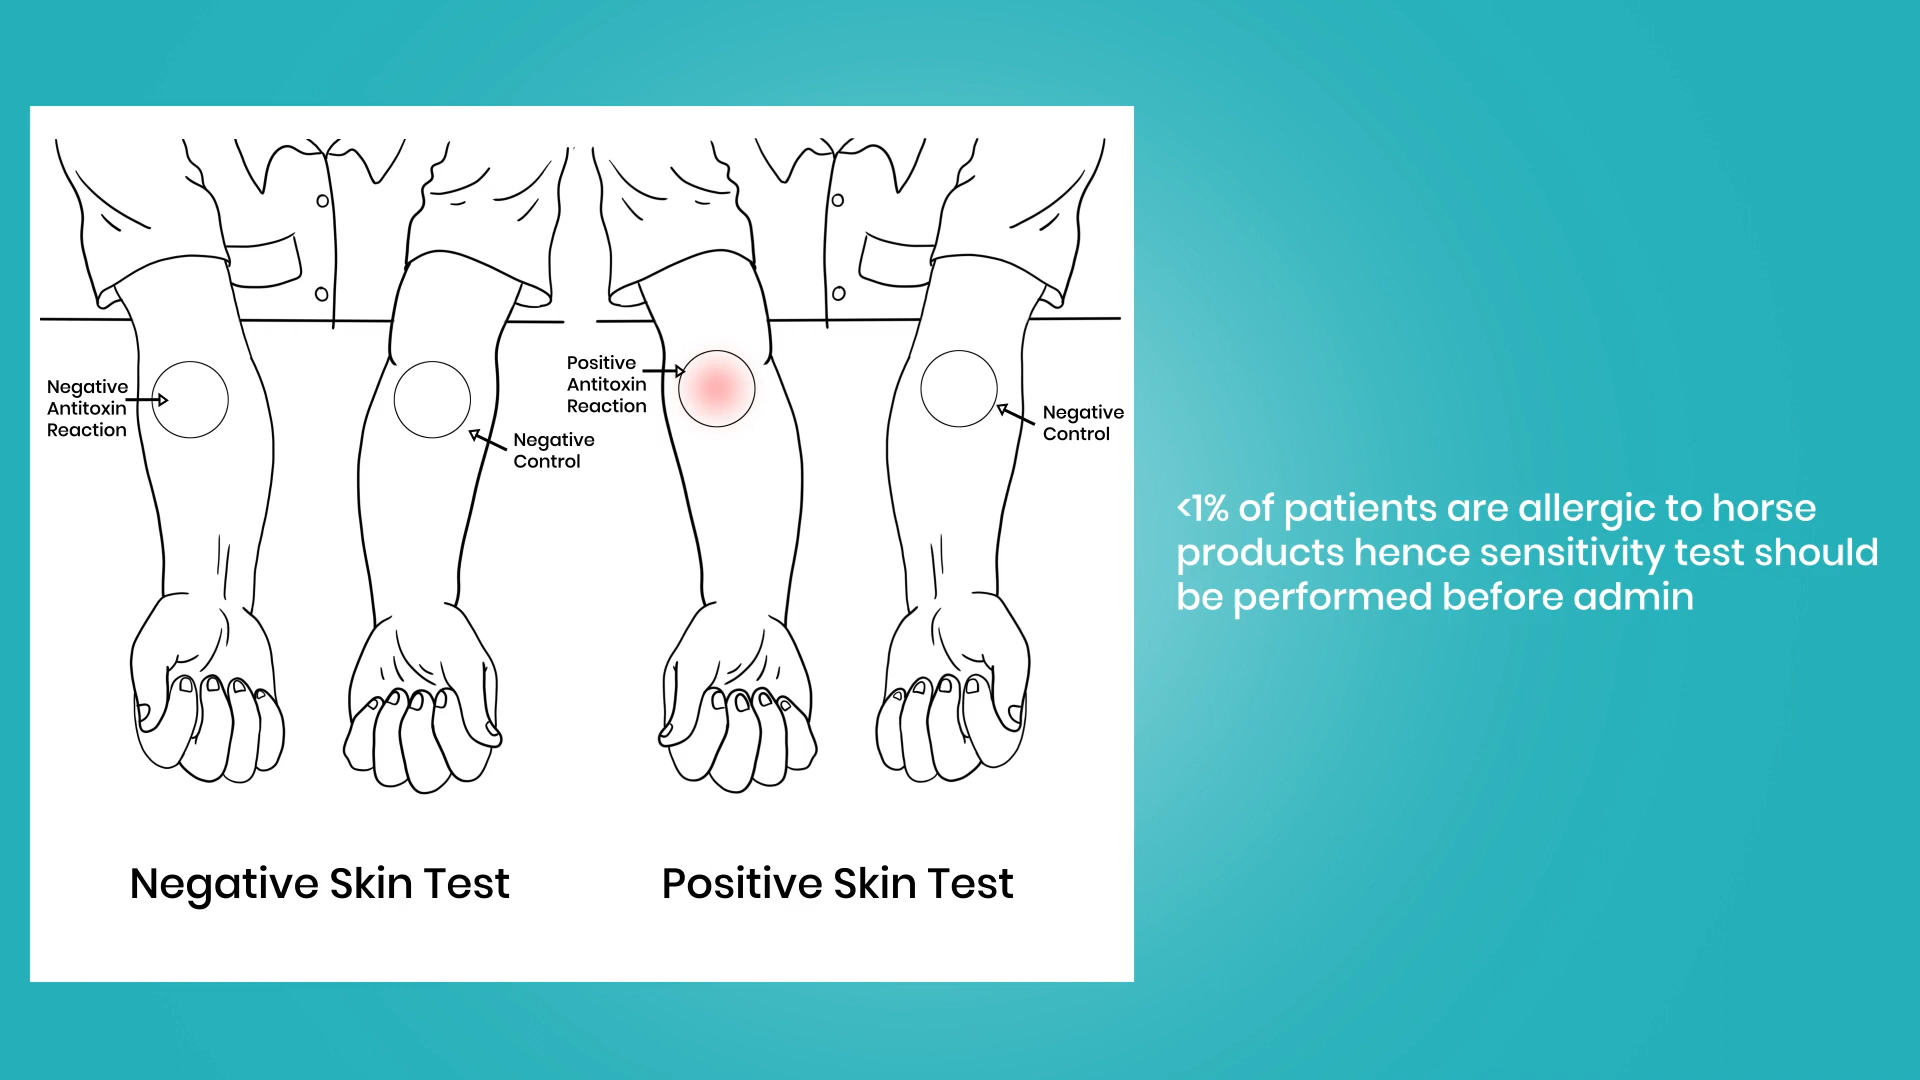 Negative
Antitoxin
Reaction
Negative
Control
Positive
Antitoxin
Reaction
Negative
Control
Negative Skin Test
Positive Skin Test
<1% of patients are allergic to horse
products hence sensitivity test should
be performed before admin